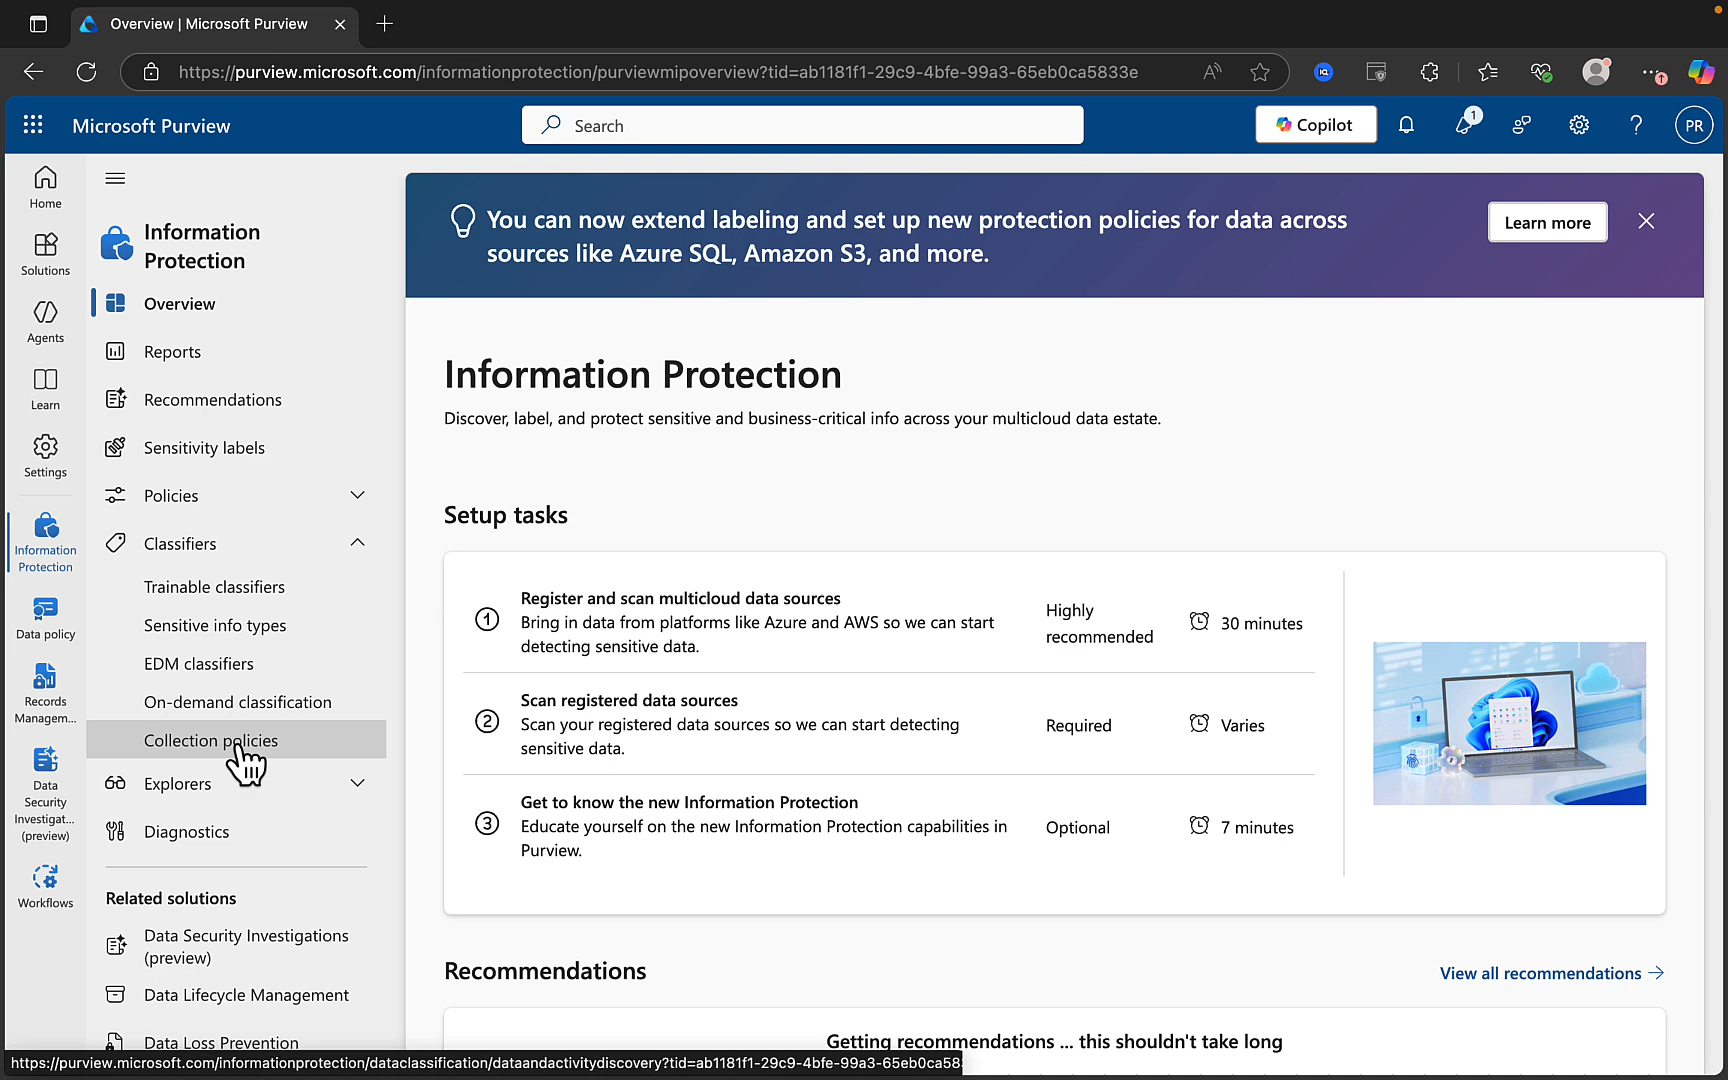 Overview | Microsoft Purview
https://purview.microsoft.com/informationprotection/purviewmipoverview?tid=ab1181f1-29c9-4bfe-99a3-65eb0ca5833e
Microsoft Purview
Search
Copilot
1
PR
Home
Solutions
Agents
Learn
Settings
Information
Protection
Data policy
Records
Managem...
Data
Security
Investigat...
(preview)
Workflows
Information
Protection
Overview
Reports
Recommendations
Sensitivity labels
Policies
Classifiers
Trainable classifiers
Sensitive info types
EDM classifiers
On-demand classification
Collection policies
Explorers
Diagnostics
Related solutions
Data Security Investigations
(preview)
Data Lifecycle Management
Data Loss Prevention
You can now extend labeling and set up new protection policies for data across
sources like Azure SQL, Amazon S3, and more.
Learn more
Information Protection
Discover, label, and protect sensitive and business-critical info across your multicloud data estate.
Setup tasks
1
Register and scan multicloud data sources
Bring in data from platforms like Azure and AWS so we can start
detecting sensitive data.
Highly
recommended
30 minutes
2
Scan registered data sources
Scan your registered data sources so we can start detecting
sensitive data.
Required
Varies
3
Get to know the new Information Protection
Educate yourself on the new Information Protection capabilities in
Purview.
Optional
7 minutes
Recommendations
View all recommendations
Getting recommendations ... this shouldn't take long
https://purview.microsoft.com/informationprotection/dataclassification/dataandactivitydiscovery?tid=ab1181f1-29c9-4bfe-99a3-65eb0ca58